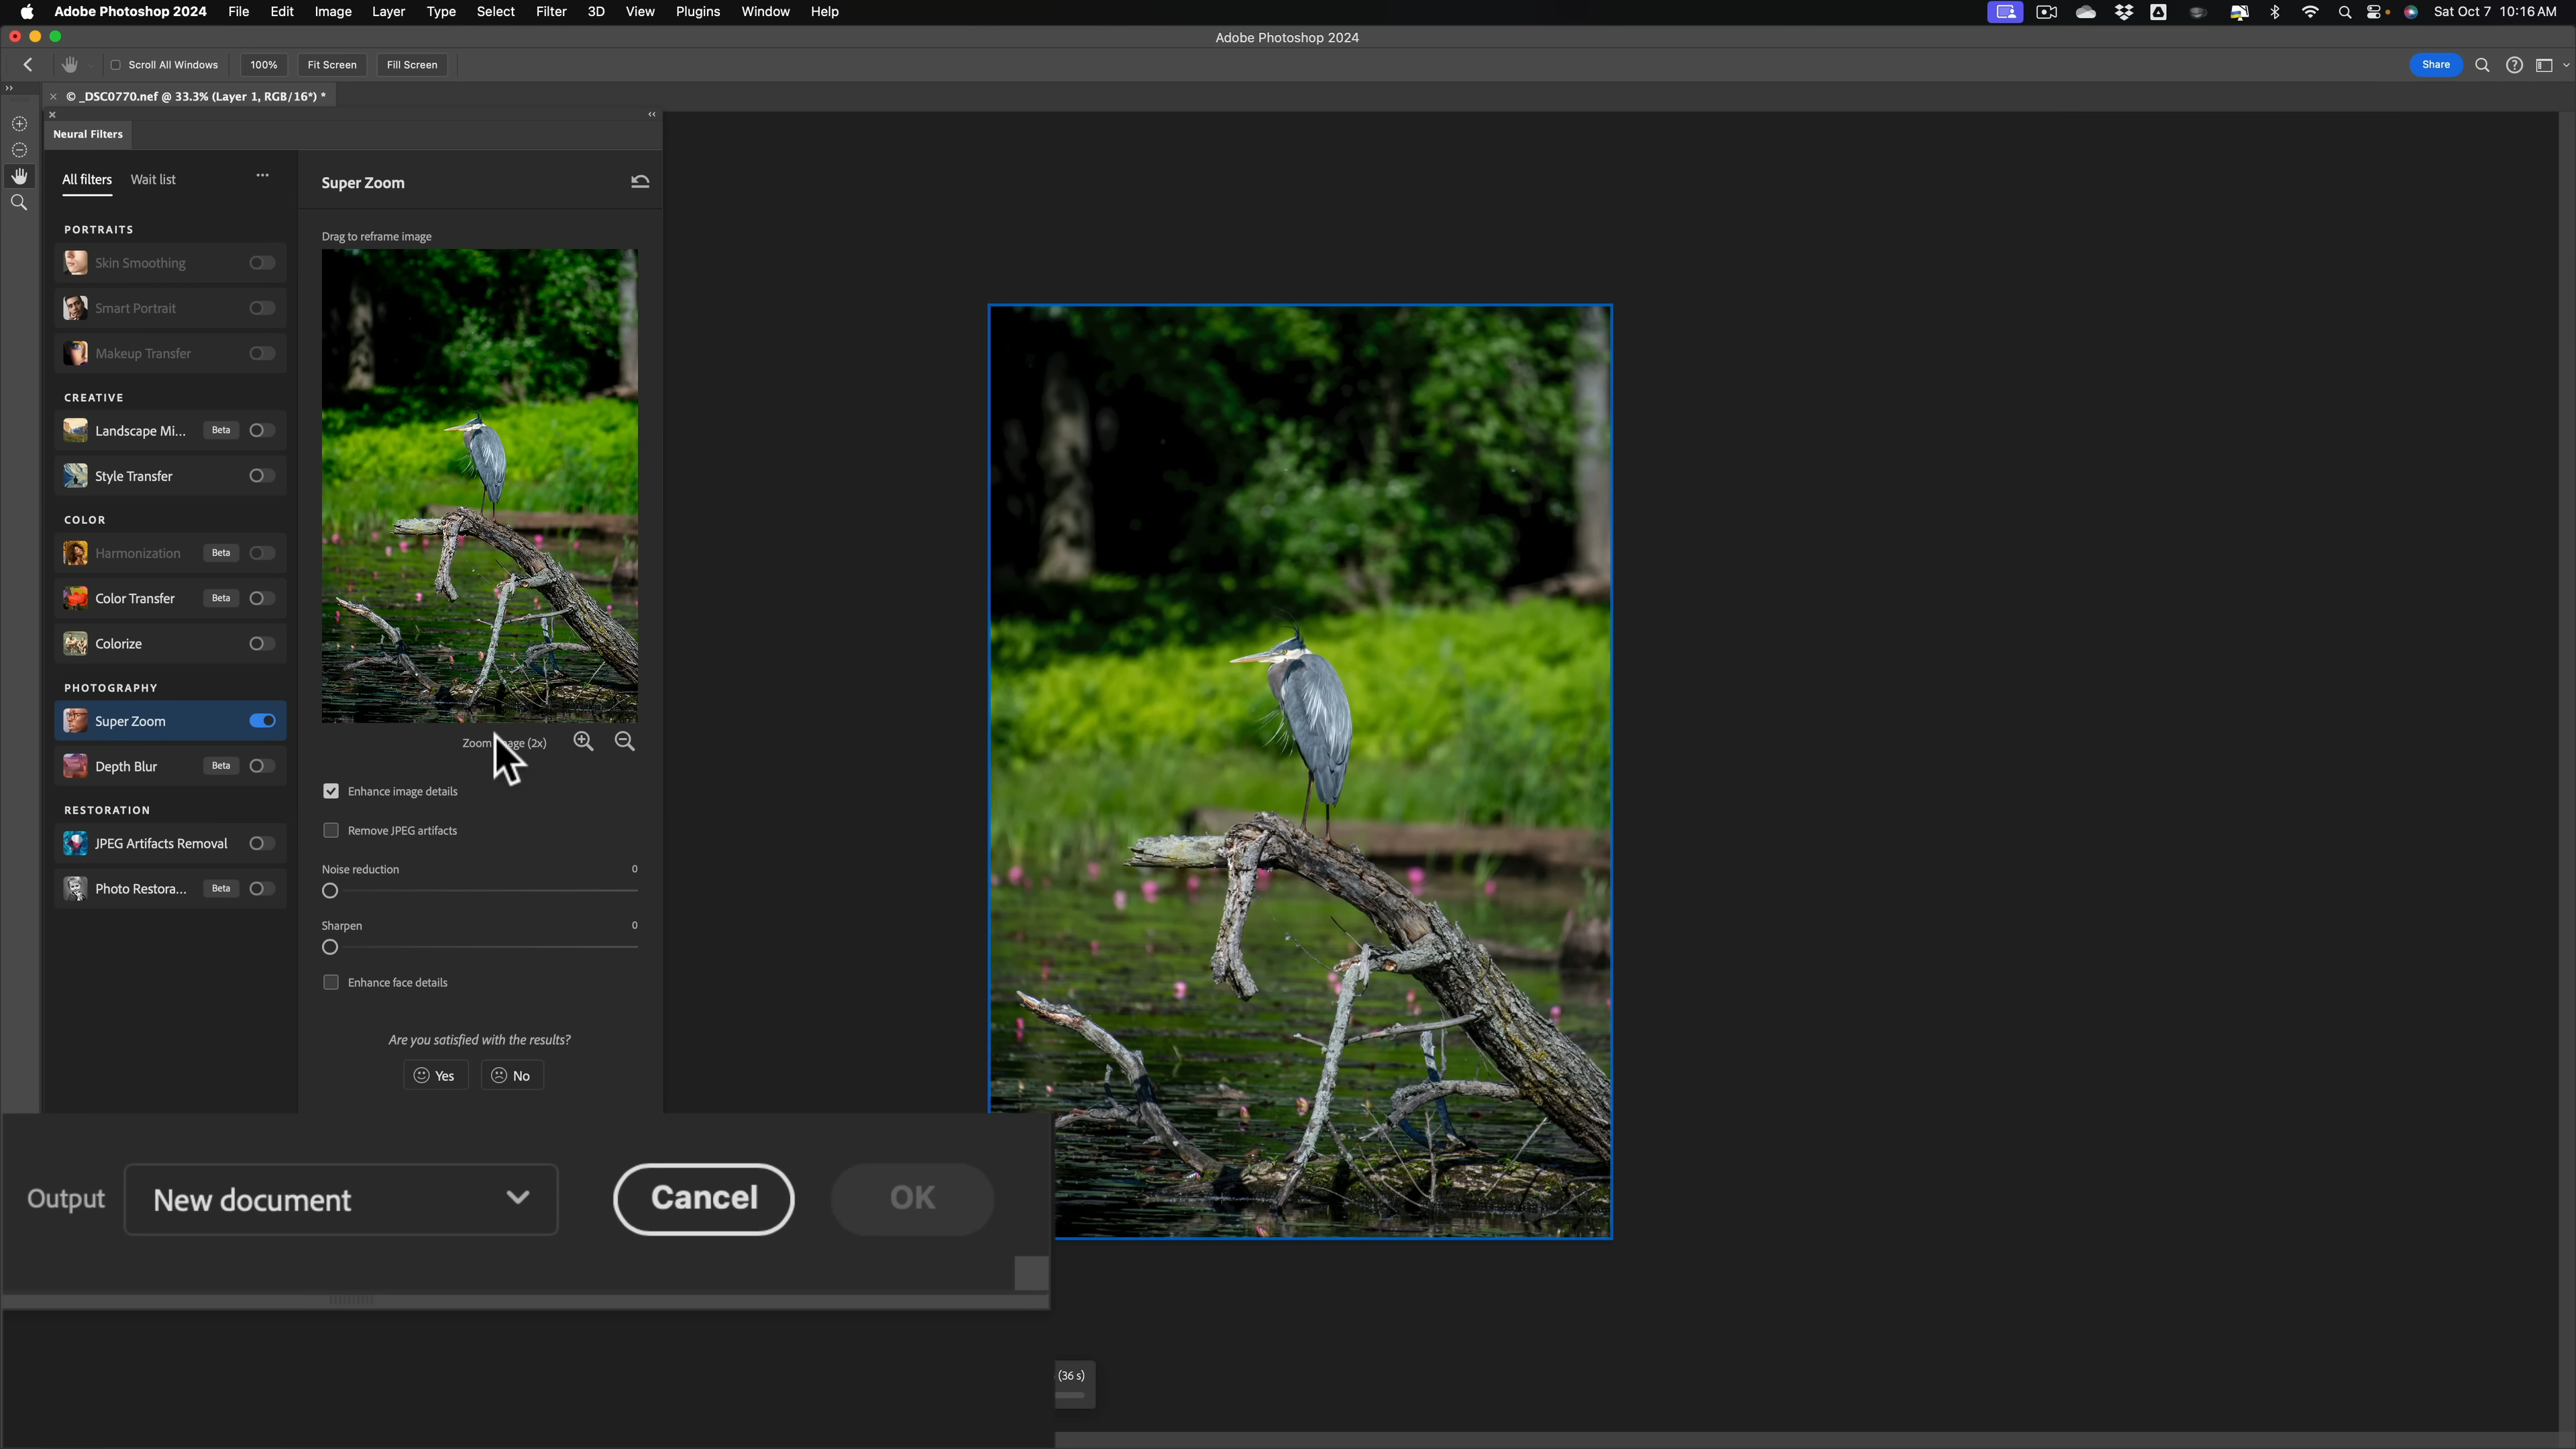 Adobe Photoshop 2024 File Edit Image Layer Type Select Filter 3D View Plugins Window Help Sat Oct 7 10:16 AM
Adobe Photoshop 2024
Scroll All Windows 100% Fit Screen Fill Screen Share
© _DSC0770.nef @ 33.3% (Layer 1, RGB/16*) *
Neural Filters
All filters Wait list
Super Zoom
Drag to reframe image
PORTRAITS
Skin Smoothing
Smart Portrait
Makeup Transfer
CREATIVE
Landscape Mi... Beta
Style Transfer
COLOR
Harmonization Beta
Color Transfer Beta
Colorize
PHOTOGRAPHY
Super Zoom
Depth Blur Beta
RESTORATION
JPEG Artifacts Removal
Photo Restora... Beta
Zoom age (2x)
Enhance image details
Remove JPEG artifacts
Noise reduction 0
Sharpen 0
Enhance face details
Are you satisfied with the results?
Yes No
Output New document Cancel OK
(36 s)